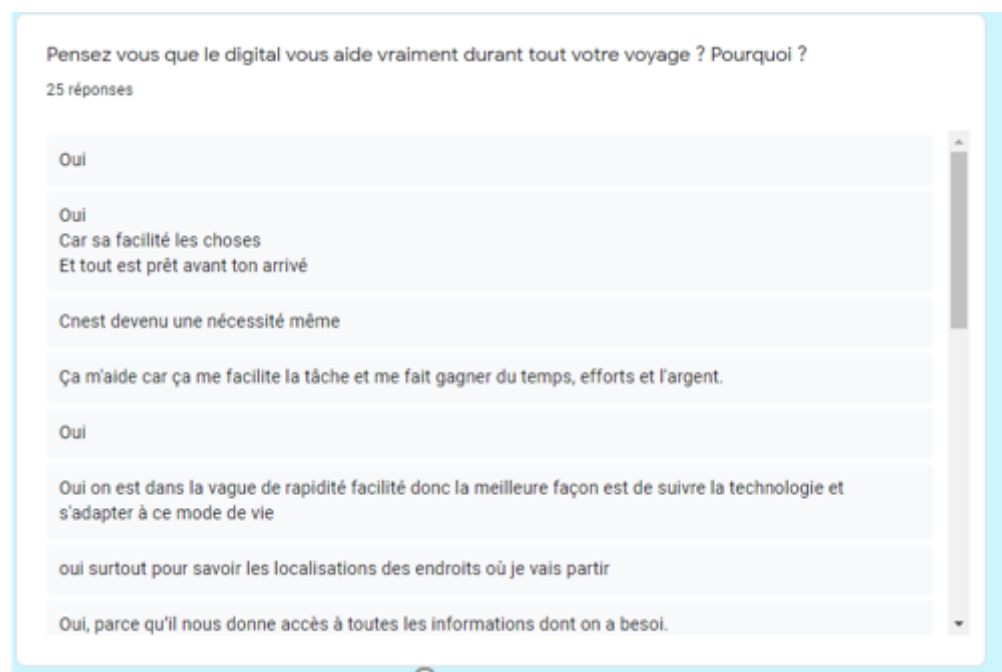 Pensez vous que le digital vous aide vraiment durant tout votre voyage ? Pourquoi ?
25 réponses
Oui
Oui
Car sa facilité les choses
Et tout est prêt avant ton arrivé
Cnest devenu une nécessité même
Ça m'aide car ça me facilite la tâche et me fait gagner du temps, efforts et l'argent.
Oui
Oui on est dans la vague de rapidité facilité donc la meilleure façon est de suivre la technologie et
s'adapter à ce mode de vie
oui surtout pour savoir les localisations des endroits où je vais partir
Oui, parce qu'il nous donne accès à toutes les informations dont on a besoi.